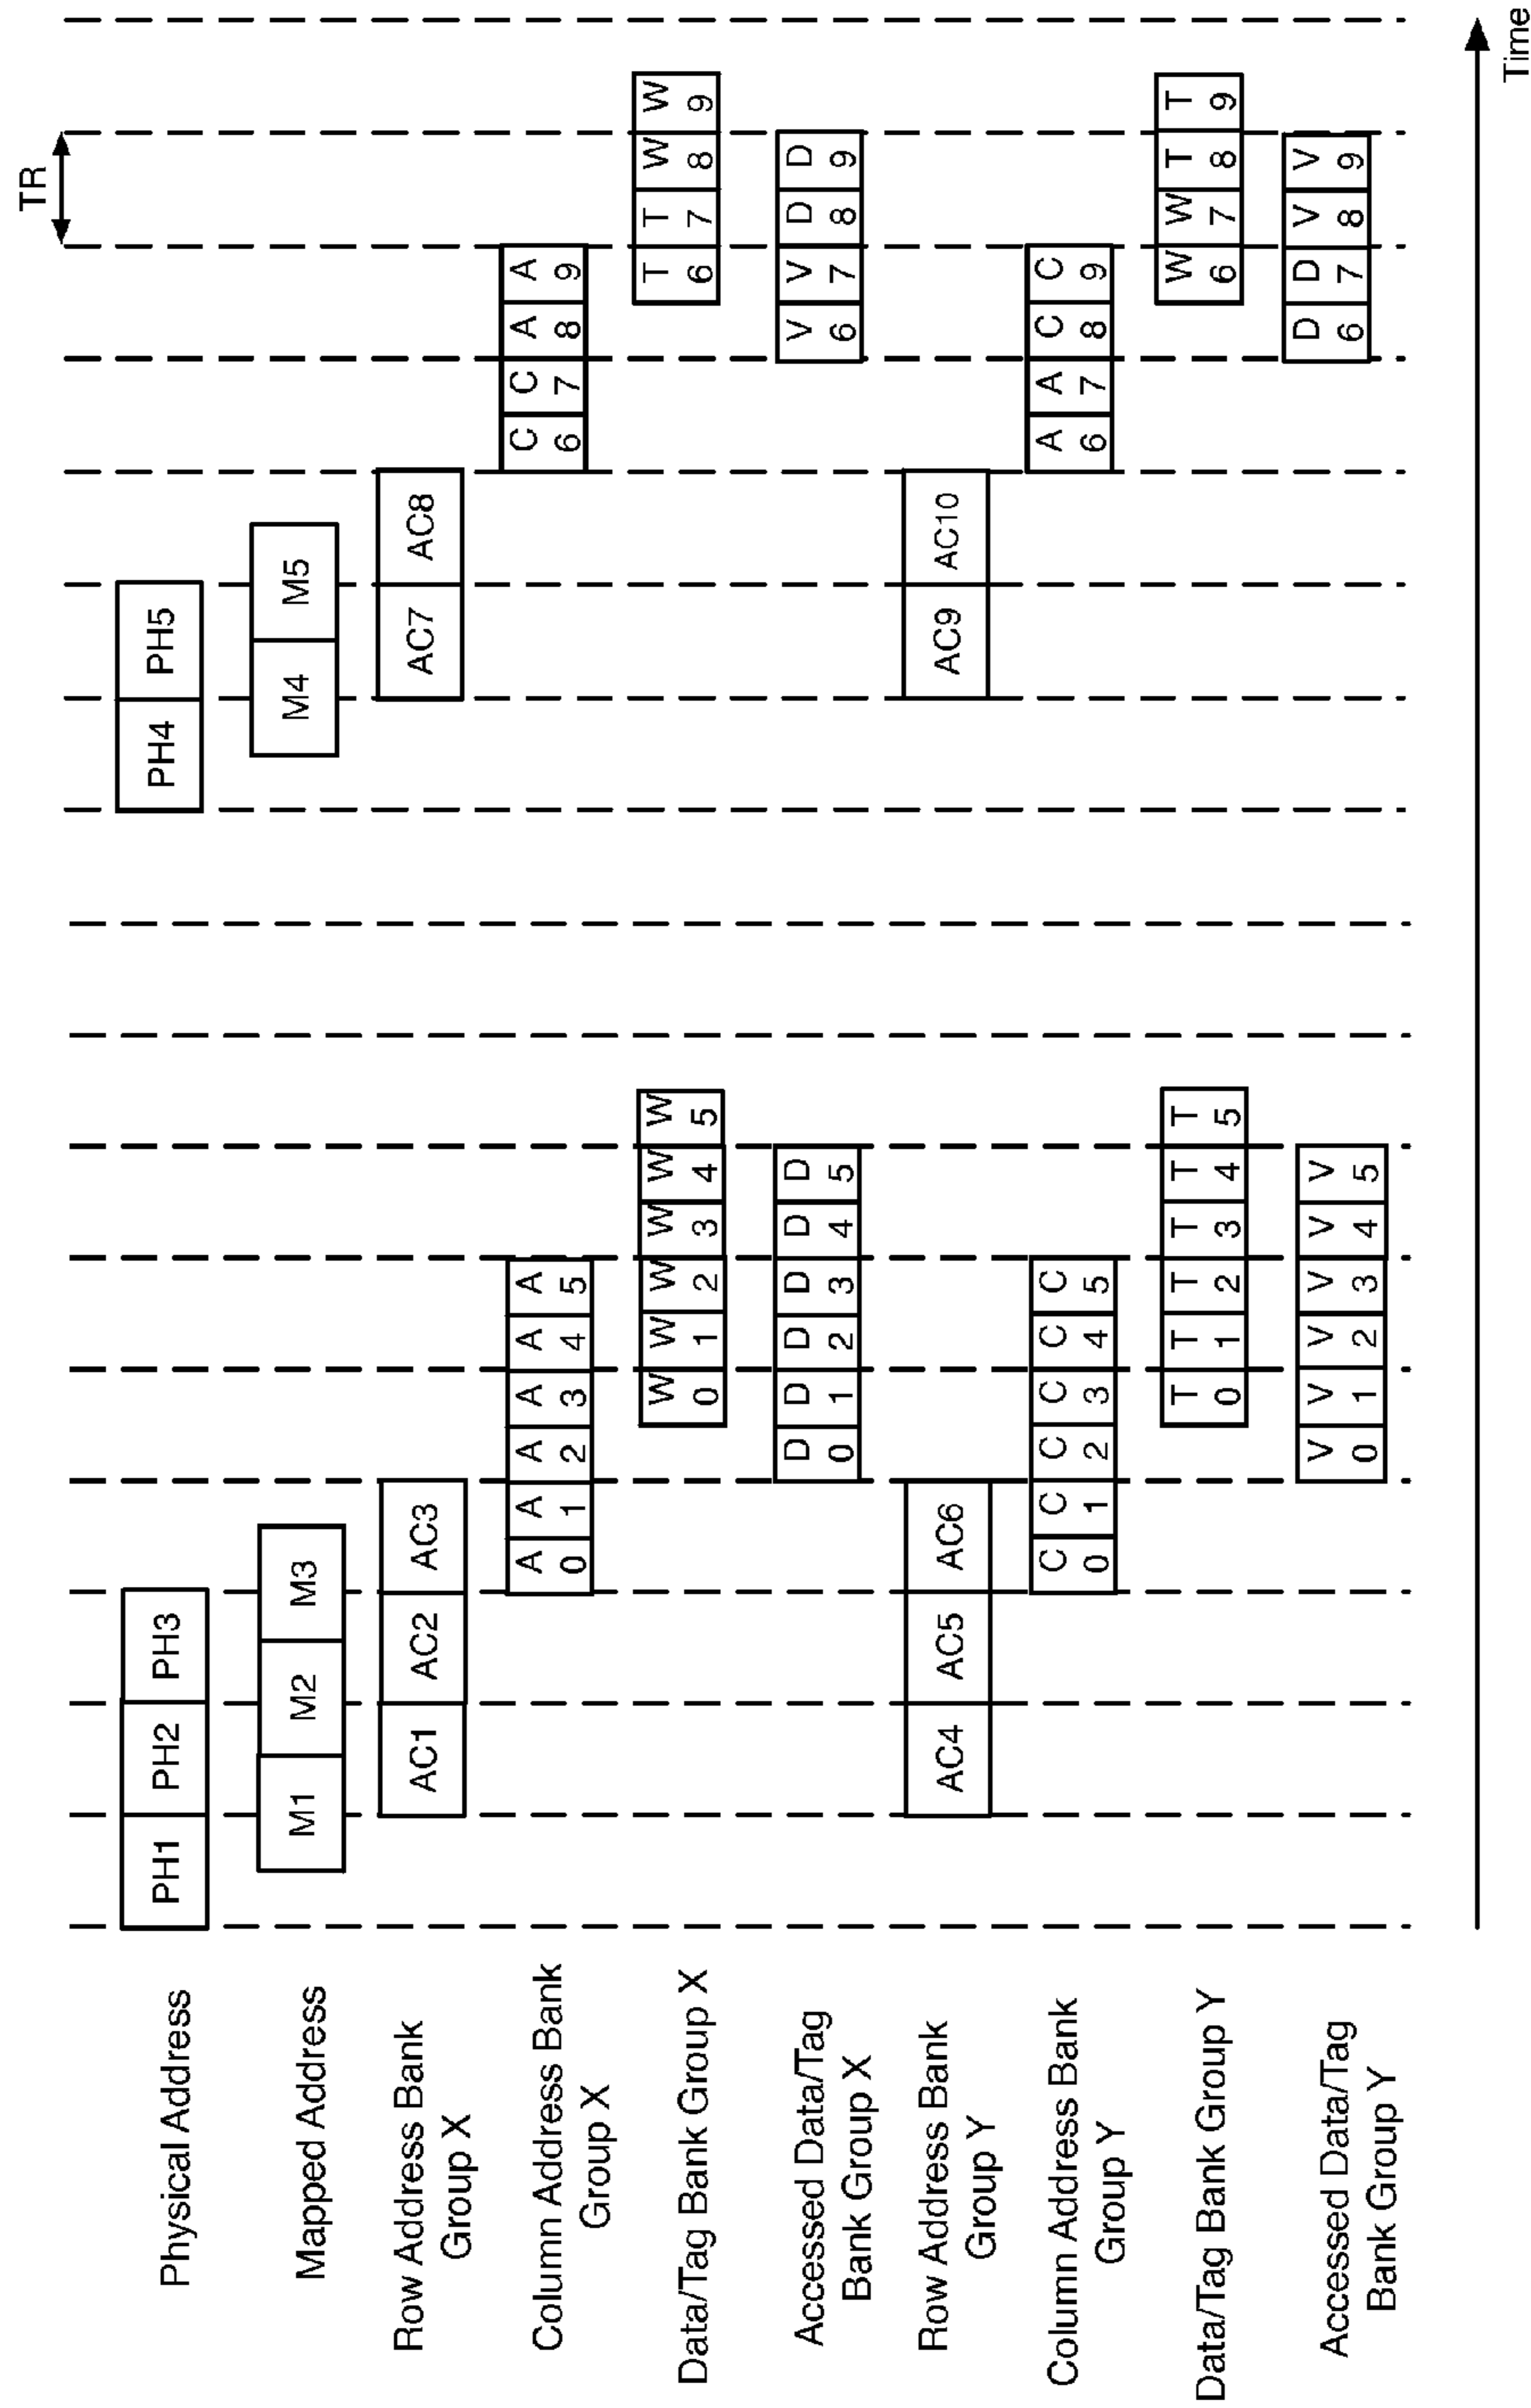 TR
Physical Address
PH1 PH2 PH3 PH4 PH5
Mapped Address
M1 M2 M3 M4 M5
Row Address Bank
Group X
AC1 AC2 AC3 AC7 AC8
Column Address Bank
Group X
A A A A A A C C A A
0 1 2 3 4 5 6 7 8 9
Data/Tag Bank Group X
W W W W W W T T W W
0 1 2 3 4 5 6 7 8 9
Accessed Data/Tag
Bank Group X
D D D D D D V V D D
0 1 2 3 4 5 6 7 8 9
Row Address Bank
Group Y
AC4 AC5 AC6 AC9 AC10
Column Address Bank
Group Y
C C C C C C A A C C
0 1 2 3 4 5 6 7 8 9
Data/Tag Bank Group Y
T T T T T T W W T T
0 1 2 3 4 5 6 7 8 9
Accessed Data/Tag
Bank Group Y
V V V V V V D D V V
0 1 2 3 4 5 6 7 8 9
Time